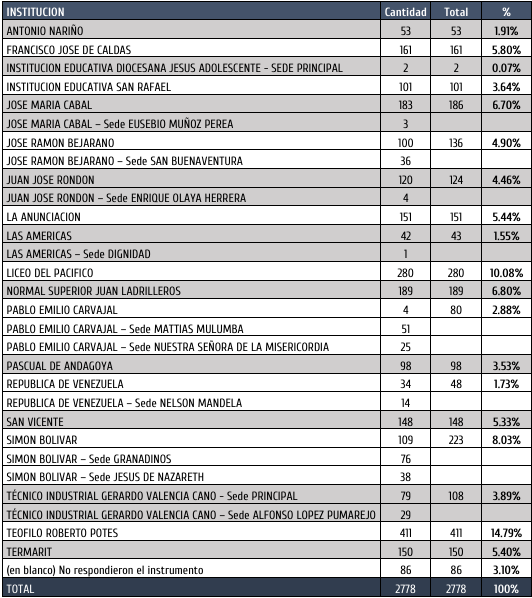 INSTITUCION Cantidad Total %
ANTONIO NARIÑO 53 53 1.91%
FRANCISCO JOSE DE CALDAS 161 161 5.80%
INSTITUCION EDUCATIVA DIOCESANA JESUS ADOLESCENTE - SEDE PRINCIPAL 2 2 0.07%
INSTITUCION EDUCATIVA SAN RAFAEL 101 101 3.64%
JOSE MARIA CABAL 183 186 6.70%
JOSE MARIA CABAL – Sede EUSEBIO MUÑOZ PEREA 3
JOSE RAMON BEJARANO 100 136 4.90%
JOSE RAMON BEJARANO – Sede SAN BUENAVENTURA 36
JUAN JOSE RONDON 120 124 4.46%
JUAN JOSE RONDON – Sede ENRIQUE OLAYA HERRERA 4
LA ANUNCIACION 151 151 5.44%
LAS AMERICAS 42 43 1.55%
LAS AMERICAS – Sede DIGNIDAD 1
LICEO DEL PACIFICO 280 280 10.08%
NORMAL SUPERIOR JUAN LADRILLEROS 189 189 6.80%
PABLO EMILIO CARVAJAL 4 80 2.88%
PABLO EMILIO CARVAJAL – Sede MATTIAS MULUMBA 51
PABLO EMILIO CARVAJAL – Sede NUESTRA SEÑORA DE LA MISERICORDIA 25
PASCUAL DE ANDAGOYA 98 98 3.53%
REPUBLICA DE VENEZUELA 34 48 1.73%
REPUBLICA DE VENEZUELA – Sede NELSON MANDELA 14
SAN VICENTE 148 148 5.33%
SIMON BOLIVAR 109 223 8.03%
SIMON BOLIVAR – Sede GRANADINOS 76
SIMON BOLIVAR – Sede JESUS DE NAZARETH 38
TÉCNICO INDUSTRIAL GERARDO VALENCIA CANO - Sede PRINCIPAL 79 108 3.89%
TÉCNICO INDUSTRIAL GERARDO VALENCIA CANO – Sede ALFONSO LOPEZ PUMAREJO 29
TEOFILO ROBERTO POTES 411 411 14.79%
TERMARIT 150 150 5.40%
(en blanco) No respondieron el instrumento 86 86 3.10%
TOTAL 2778 2778 100%